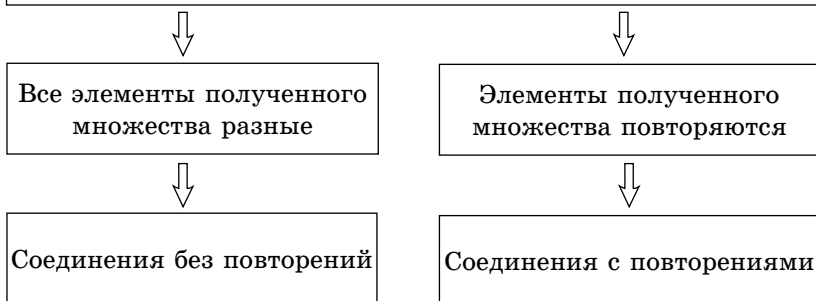 Все элементы полученного
множества разные
Элементы полученного
множества повторяются
Соединения без повторений
Соединения с повторениями